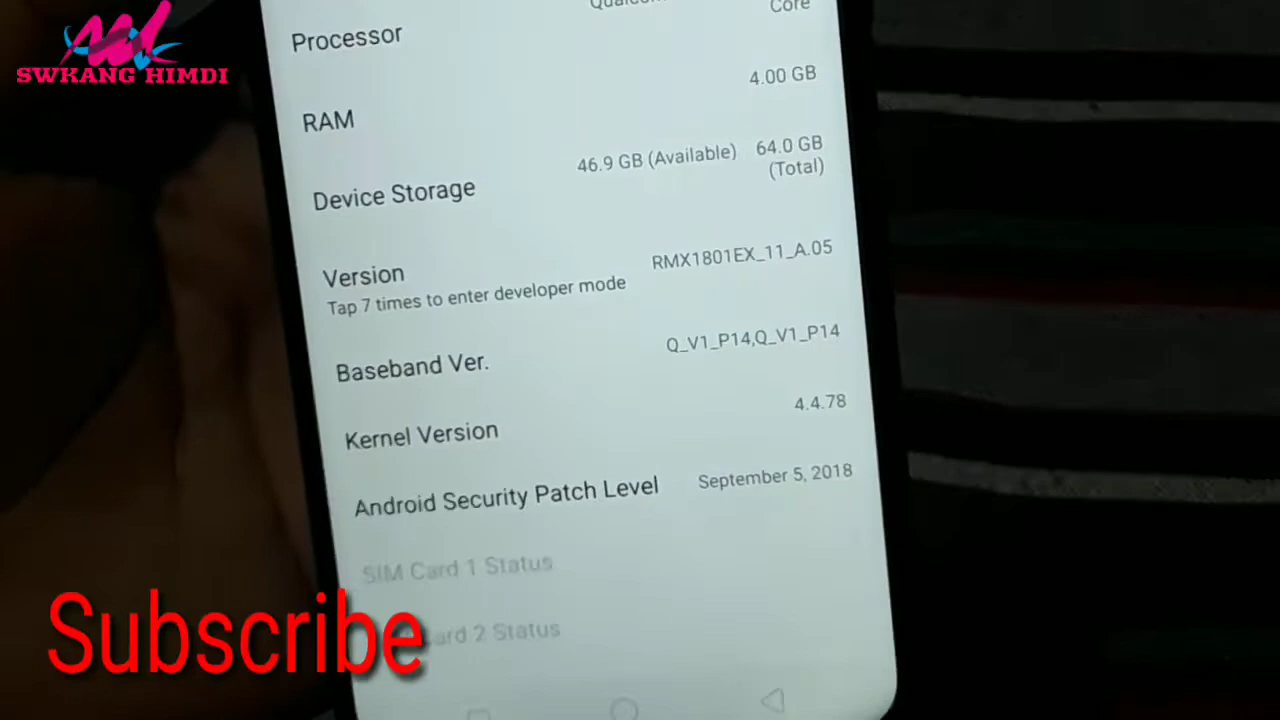 SWKANG HIMDI
Processor
Core
RAM
4.00 GB
Device Storage
46.9 GB (Available)
64.0 GB
(Total)
Version
Tap 7 times to enter developer mode
RMX1801EX_11_A.05
Baseband Ver.
Q_V1_P14,Q_V1_P14
Kernel Version
4.4.78
Android Security Patch Level
September 5, 2018
SIM Card 1 Status
Card 2 Status
Subscribe